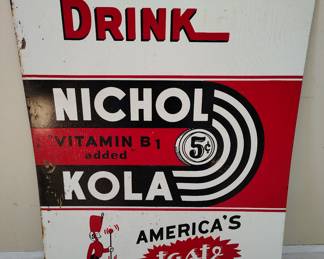 DRINK
NICHOL
VITAMIN B1
added
5¢
KOLA
AMERICA'S
taste